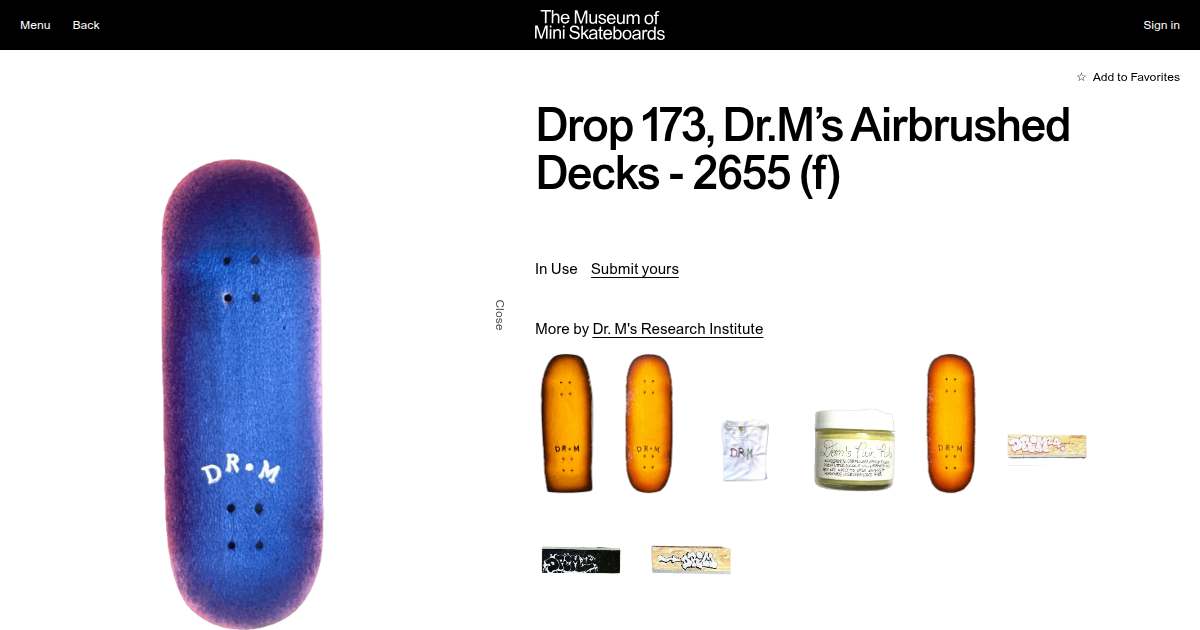 Menu
Back
The Museum of
Mini Skateboards
Sign in
☆ Add to Favorites
Drop 173, Dr.M’s Airbrushed
Decks - 2655 (f)
DR•M
Close
In Use
Submit yours
More by Dr. M's Research Institute
DR•M
DR•M
DRM
DR•M